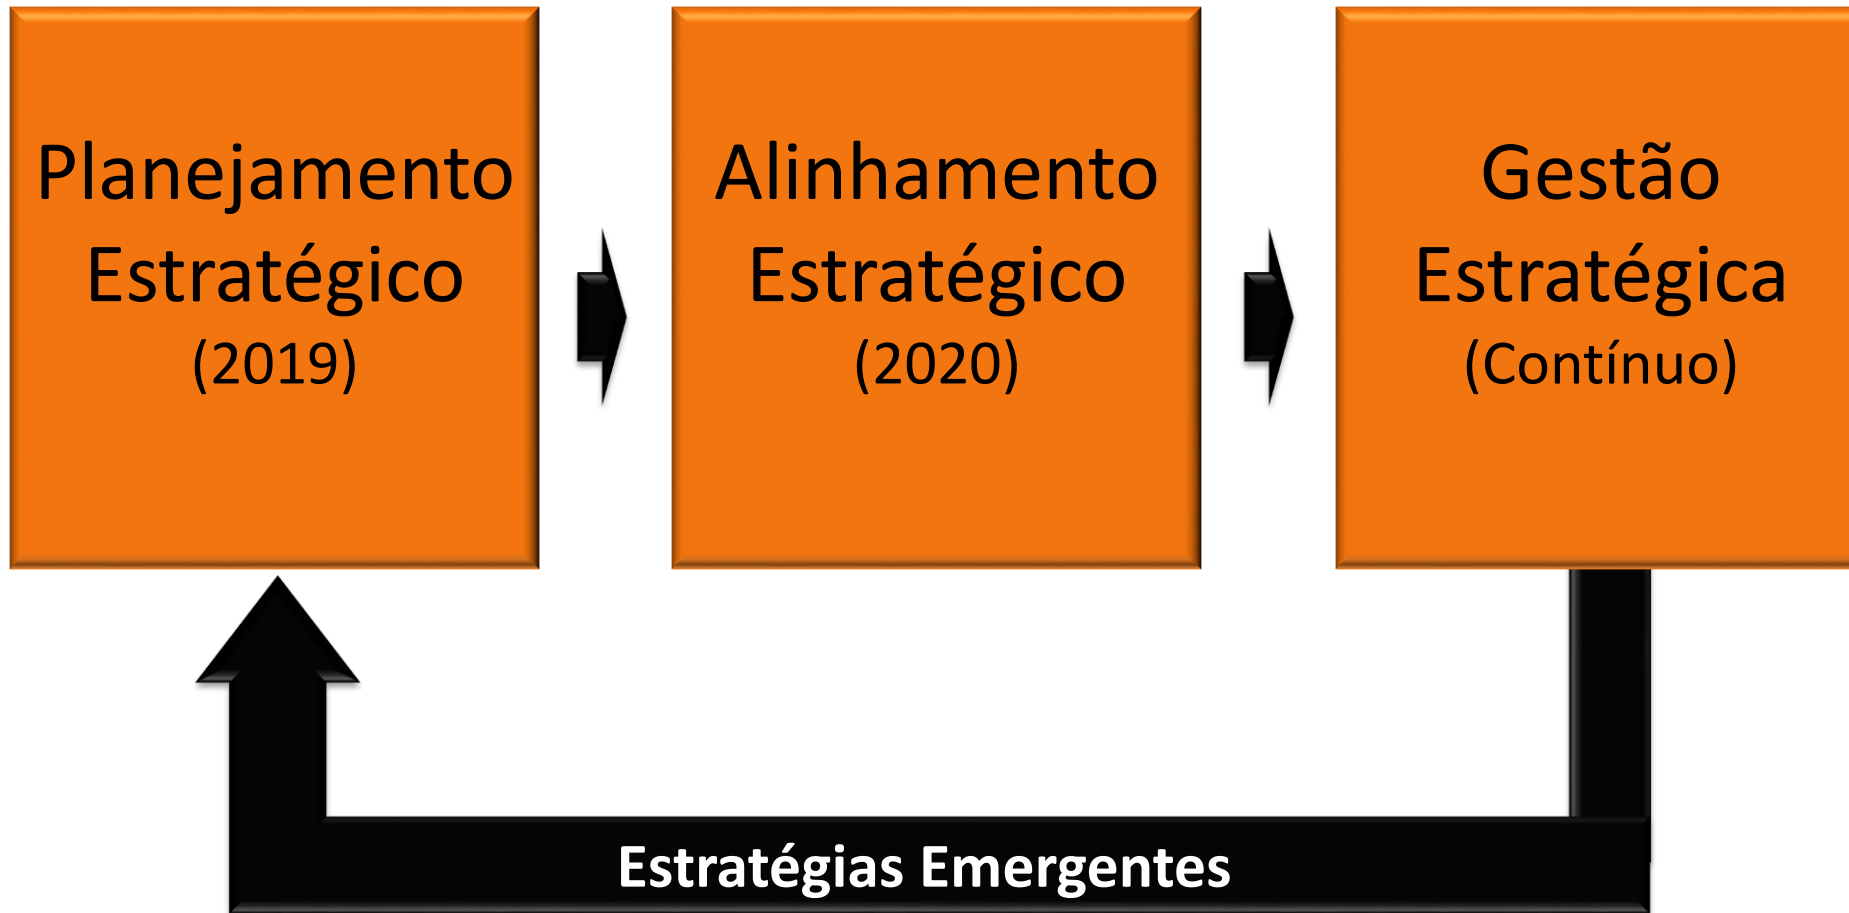 Planejamento
Estratégico
(2019)
Alinhamento
Estratégico
(2020)
Gestão
Estratégica
(Contínuo)
Estratégias Emergentes